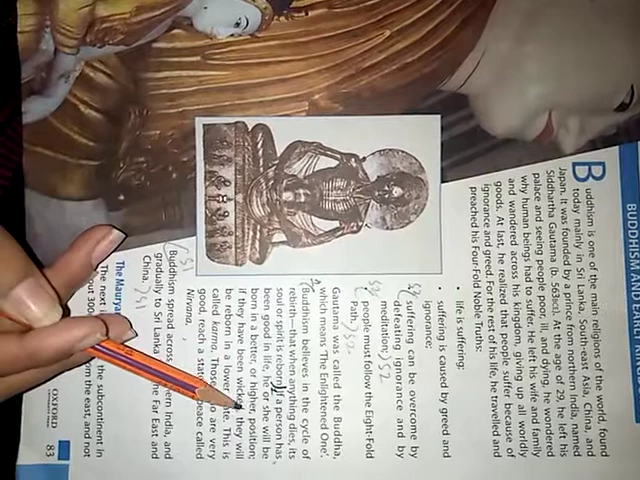 BUDDHISM AND
Buddhism is one of the main religions of the world, found
today mainly in Sri Lanka, South-east Asia, China, and
Japan. It was founded by a prince from northern India, named
Siddhartha Gautama (b. 563BCE). At the age of 29, he left his
palace and seeing people poor, ill, and dying, he wondered
why human beings had to suffer. He left his wife and family
and wandered across his kingdom, giving up all worldly
goods. At last, he realized that people suffer because of
ignorance and greed. For the rest of his life, he travelled and
preached his Four-Fold Noble Truths:
• life is suffering;
• suffering is caused by greed and
ignorance;
suffering can be overcome by
defeating ignorance and by
meditation;
people must follow the Eight-Fold
Path.
Gautama was called the Buddha,
which means 'The Enlightened One'.
Buddhism believes in the cycle of
rebirth—that when anything dies, its
soul or spirit is reborn. If a person has
been good in life, he or she will be
born in a better, or higher, position;
if they have been wicked, they will
be reborn in a lower state. This is
called karma. Those who are very
good, reach a state of peace called
Nirvana.
Buddhism spread across India, and
gradually to Sri Lanka Far East and
China.
The Maurya
The next the subcontinent in
about 300 the east, and not
OXFORD
83